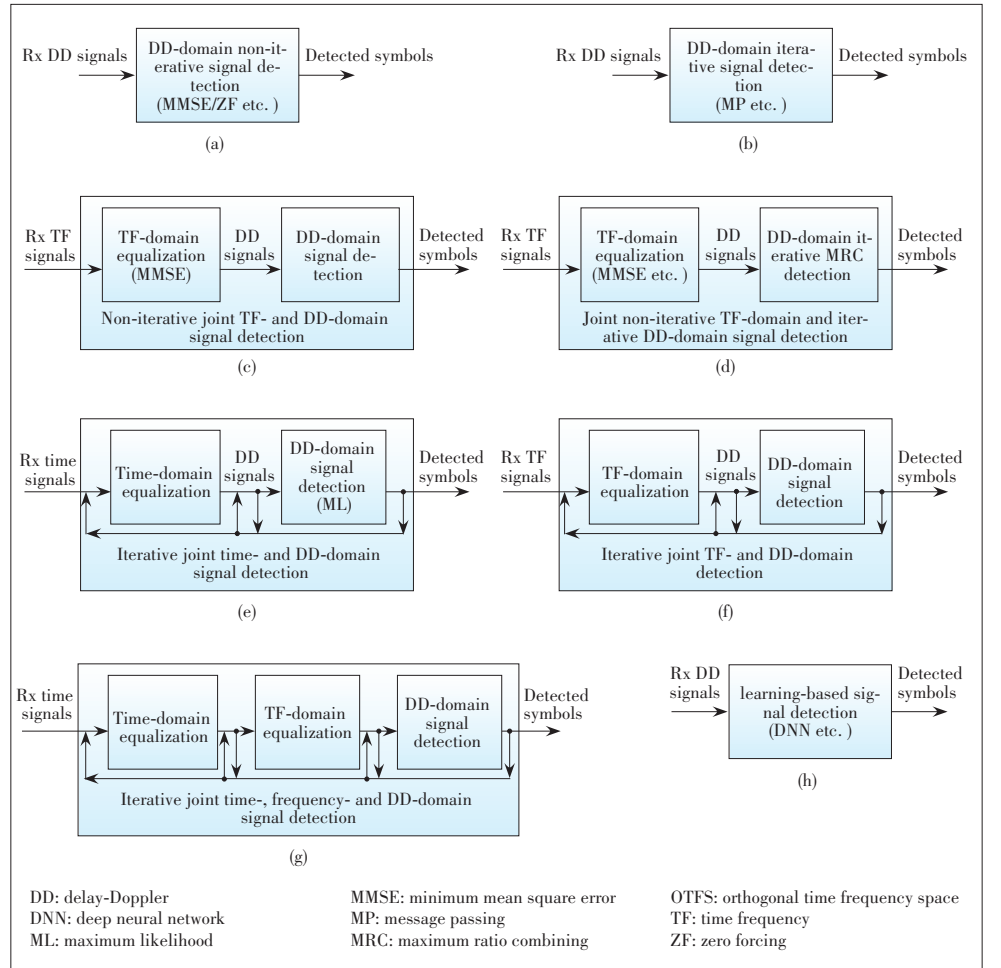 Rx DD signals
DD-domain non-it-
erative signal de-
tection
(MMSE/ZF etc. )
Detected symbols
(a)
Rx DD signals
DD-domain itera-
tive signal detec-
tion
(MP etc. )
Detected symbols
(b)
Rx TF
signals
TF-domain
equalization
(MMSE)
DD
signals
DD-domain
signal de-
tection
Detected
symbols
Non-iterative joint TF- and DD-domain
signal detection
(c)
Rx TF
signals
TF-domain
equalization
(MMSE etc. )
DD
signals
DD-domain it-
erative MRC
detection
Detected
symbols
Joint non-iterative TF-domain and iter-
ative DD-domain signal detection
(d)
Rx time
signals
Time-domain
equalization
DD
signals
DD-domain
signal
detection
(ML)
Detected
symbols
Iterative joint time- and DD-domain
signal detection
(e)
Rx TF
signals
TF-domain
equalization
DD
signals
DD-domain
signal
detection
Detected
symbols
Iterative joint TF- and DD-domain
detection
(f)
Rx time
signals
Time-domain
equalization
TF-domain
equalization
DD-domain
signal
detection
Detected
symbols
Iterative joint time-, frequency- and DD-domain
signal detection
(g)
Rx DD
signals
learning-based sig-
nal detection
(DNN etc. )
Detected
symbols
(h)
DD: delay-Doppler
DNN: deep neural network
ML: maximum likelihood
MMSE: minimum mean square error
MP: message passing
MRC: maximum ratio combining
OTFS: orthogonal time frequency space
TF: time frequency
ZF: zero forcing